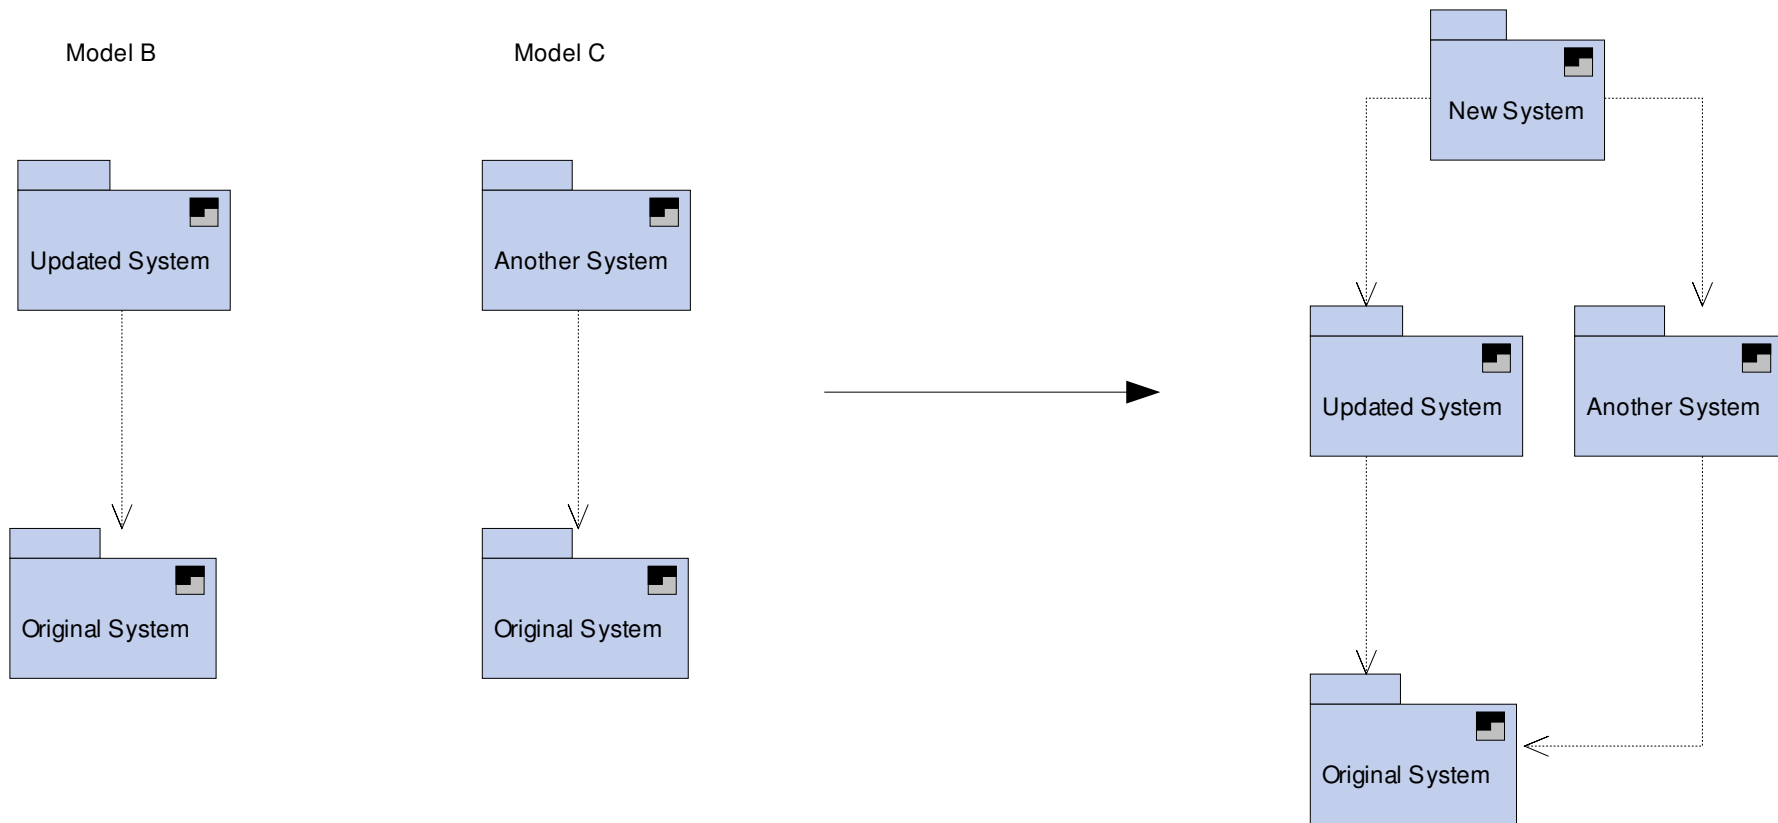 Model B
Model C
New System
Updated System
Another System
Updated System
Another System
Original System
Original System
Original System